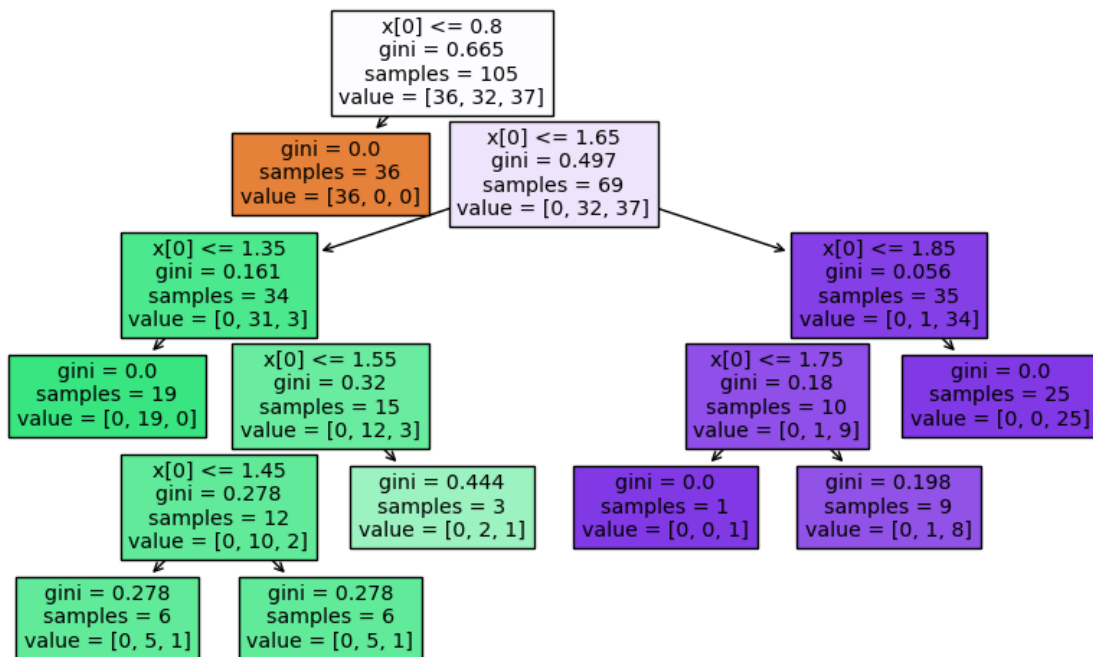 x[0] <= 0.8
gini = 0.665
samples = 105
value = [36, 32, 37]
gini = 0.0
samples = 36
value = [36, 0, 0]
x[0] <= 1.65
gini = 0.497
samples = 69
value = [0, 32, 37]
x[0] <= 1.35
gini = 0.161
samples = 34
value = [0, 31, 3]
x[0] <= 1.85
gini = 0.056
samples = 35
value = [0, 1, 34]
gini = 0.0
samples = 19
value = [0, 19, 0]
x[0] <= 1.55
gini = 0.32
samples = 15
value = [0, 12, 3]
x[0] <= 1.75
gini = 0.18
samples = 10
value = [0, 1, 9]
gini = 0.0
samples = 25
value = [0, 0, 25]
x[0] <= 1.45
gini = 0.278
samples = 12
value = [0, 10, 2]
gini = 0.444
samples = 3
value = [0, 2, 1]
gini = 0.0
samples = 1
value = [0, 0, 1]
gini = 0.198
samples = 9
value = [0, 1, 8]
gini = 0.278
samples = 6
value = [0, 5, 1]
gini = 0.278
samples = 6
value = [0, 5, 1]